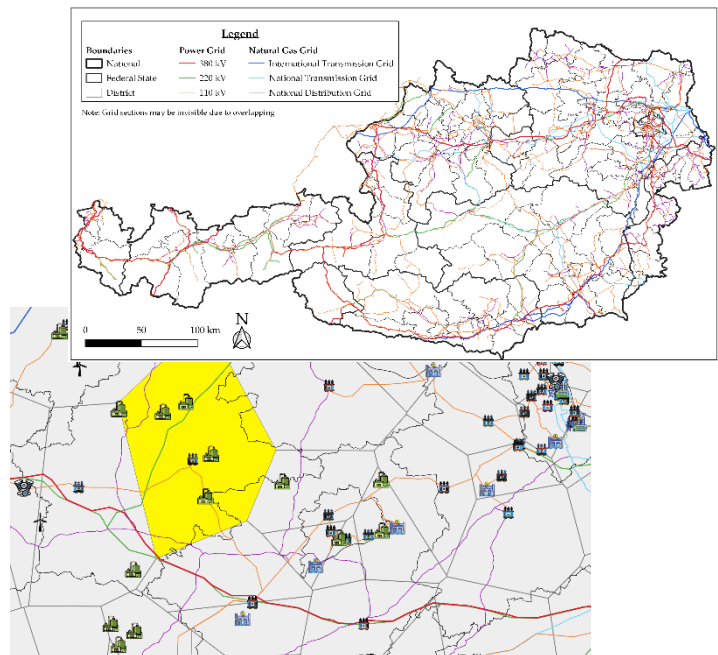 Legend
Boundaries Power Grid Natural Gas Grid
National 380 kV International Transmission Grid
Federal State 220 kV National Transmission Grid
District 110 kV National Distribution Grid
Note: Grid sections may be invisible due to overlapping
N
0 50 100 km